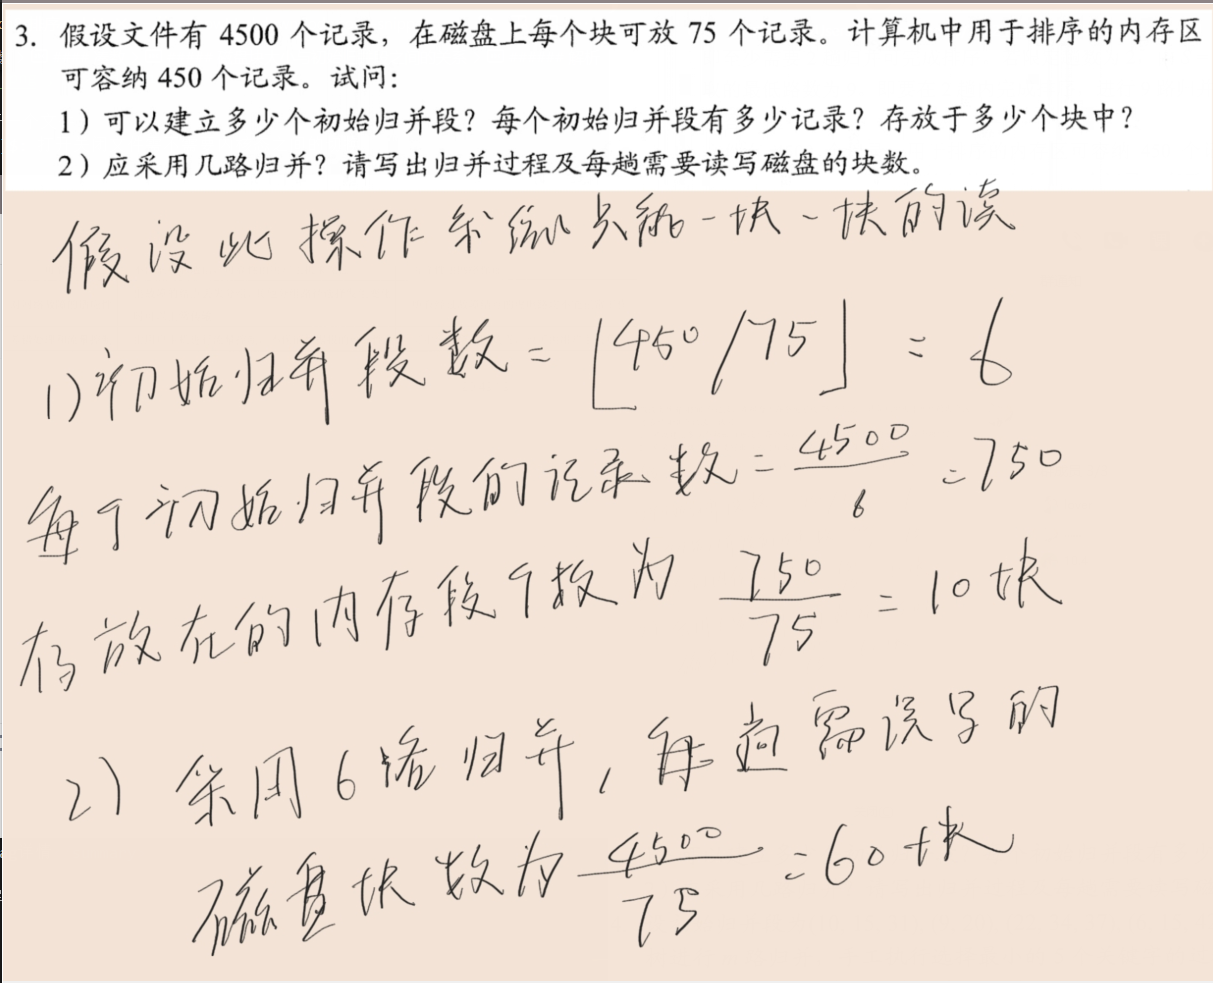 3. 假设文件有 4500 个记录，在磁盘上每个块可放 75 个记录。计算机中用于排序的内存区
可容纳 450 个记录。试问：
1）可以建立多少个初始归并段？每个初始归并段有多少记录？存放于多少个块中？
2）应采用几路归并？请写出归并过程及每趟需要读写磁盘的块数。
假设此操作系统只能一块一块的读
1)初始归并段数=⌊450/75⌋=6
每个初始归并段的记录数=4500/6=750
存放在的内存段个数为 750/75=10块
2) 采用6路归并，每趟需读写的
磁盘块数为 4500/75=60块